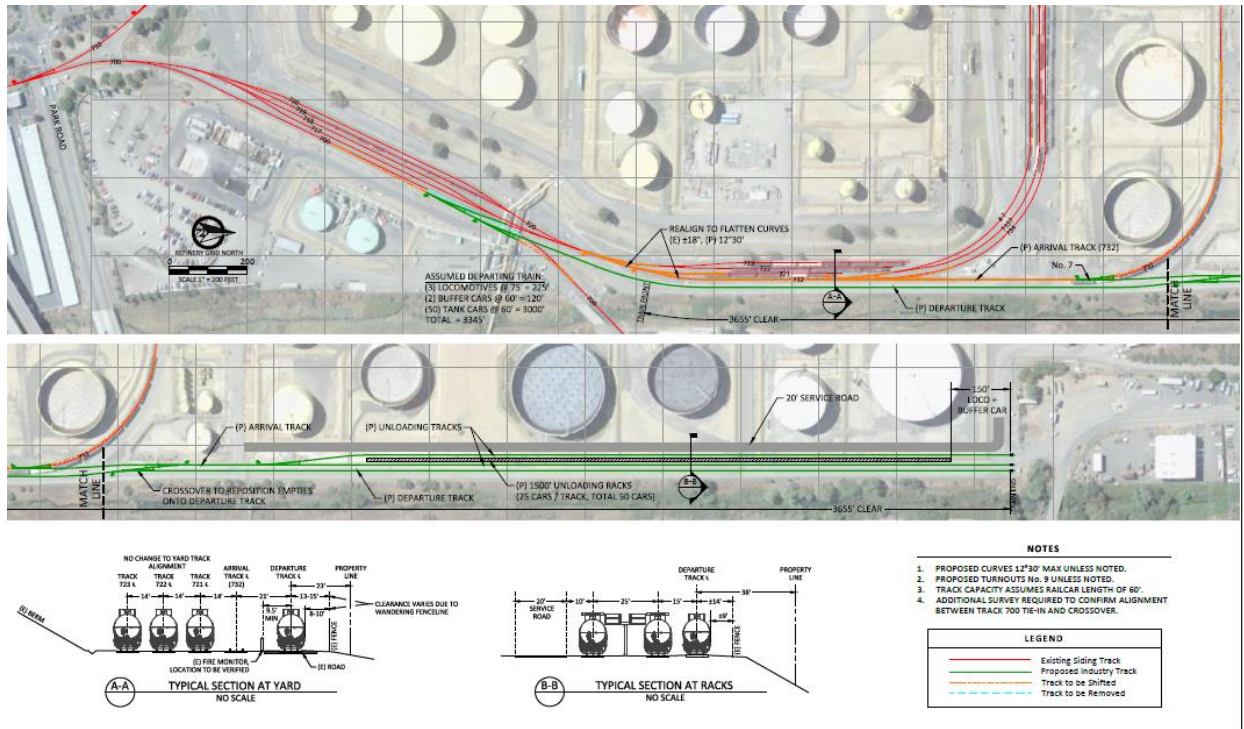 700
PARK ROAD
REFINERY GRID NORTH
0 200
SCALE 1" = 200 FEET
ASSUMED DEPARTING TRAIN:
(3) LOCOMOTIVES @ 75' = 225'
(2) BUFFER CARS @ 60' = 120'
(50) TANK CARS @ 60' = 3000'
TOTAL = 3345'
REALIGN TO FLATTEN CURVES
(E) ±18°, (P) 12°30'
723
722
721
732
A-A
(P) ARRIVAL TRACK (732)
No. 7
(P) DEPARTURE TRACK
3655' CLEAR
MATCH
LINE
MATCH
LINE
(P) ARRIVAL TRACK
CROSSOVER TO REPOSITION EMPTIES
ONTO DEPARTURE TRACK
(P) UNLOADING TRACKS
(P) DEPARTURE TRACK
(P) 1500' UNLOADING RACKS
(25 CARS / TRACK, TOTAL 50 CARS)
B-B
20' SERVICE ROAD
150'
LOCO +
BUFFER CAR
3655' CLEAR
NO CHANGE TO YARD TRACK
ALIGNMENT
TRACK
723 ℄
TRACK
722 ℄
TRACK
721 ℄
ARRIVAL
TRACK ℄
(732)
DEPARTURE
TRACK ℄
PROPERTY
LINE
23'
14' 14' 14' 21' 13-15'
9.5'
MIN
8-10'
CLEARANCE VARIES DUE TO
WANDERING FENCELINE
(E) BERM
(E) FENCE
(E) FIRE MONITOR,
LOCATION TO BE VERIFIED
(E) ROAD
A-A
TYPICAL SECTION AT YARD
NO SCALE
DEPARTURE
TRACK ℄
PROPERTY
LINE
38'
20'
SERVICE
ROAD
10' 25' 15' ±14'
±9'
(E) FENCE
B-B
TYPICAL SECTION AT RACKS
NO SCALE
NOTES
1. PROPOSED CURVES 12°30' MAX UNLESS NOTED.
2. PROPOSED TURNOUTS No. 9 UNLESS NOTED.
3. TRACK CAPACITY ASSUMES RAILCAR LENGTH OF 60'.
4. ADDITIONAL SURVEY REQUIRED TO CONFIRM ALIGNMENT
BETWEEN TRACK 700 TIE-IN AND CROSSOVER.
LEGEND
Existing Siding Track
Proposed Industry Track
Track to be Shifted
Track to be Removed